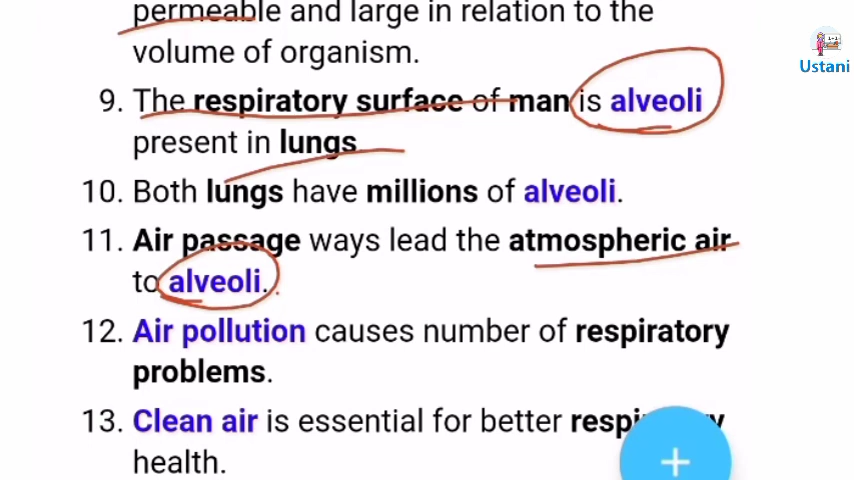 permeable and large in relation to the
volume of organism.
Ustani
9. The respiratory surface of man is alveoli
present in lungs
10. Both lungs have millions of alveoli.
11. Air passage ways lead the atmospheric air
to alveoli.
12. Air pollution causes number of respiratory
problems.
13. Clean air is essential for better respiratory
health.
+